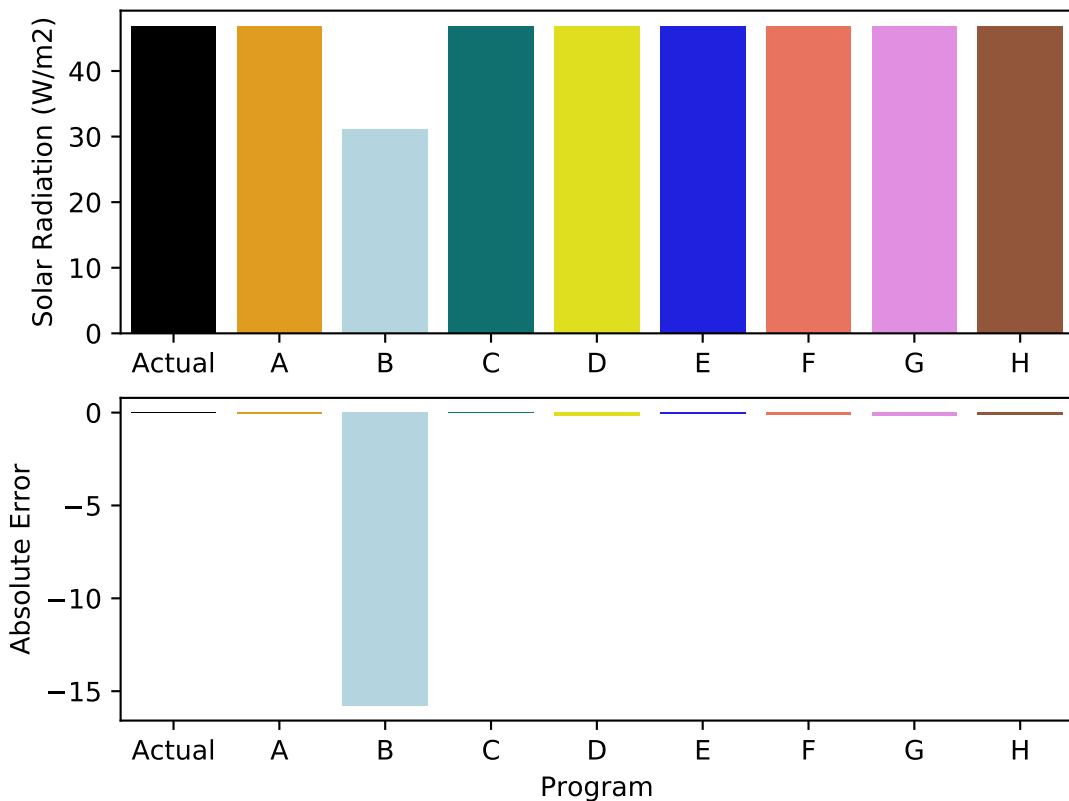 Solar Radiation (W/m2)
40
30
20
10
0
Actual A B C D E F G H
Absolute Error
0
−5
−10
−15
Actual A B C D E F G H
Program